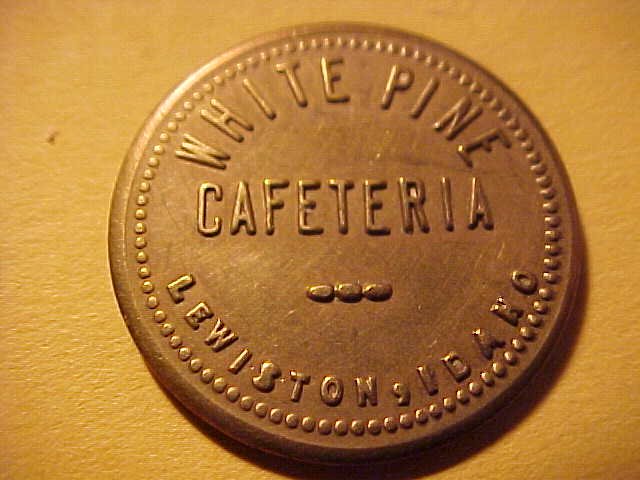 WHITE PINE
CAFETERIA
LEWISTON, IDAHO